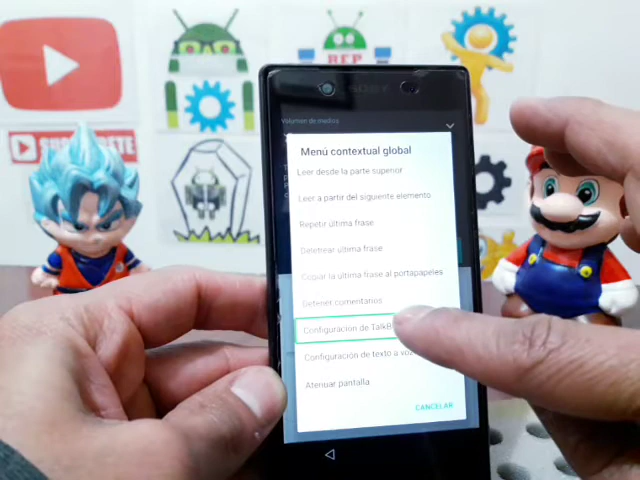 SONY
Volumen de medios
Menú contextual global
Leer desde la parte superior
Leer a partir del siguiente elemento
Repetir última frase
Deletrear última frase
Copiar la última frase al portapapeles
Detener comentarios
Configuración de TalkB
Configuración de texto a voz
Atenuar pantalla
CANCELAR